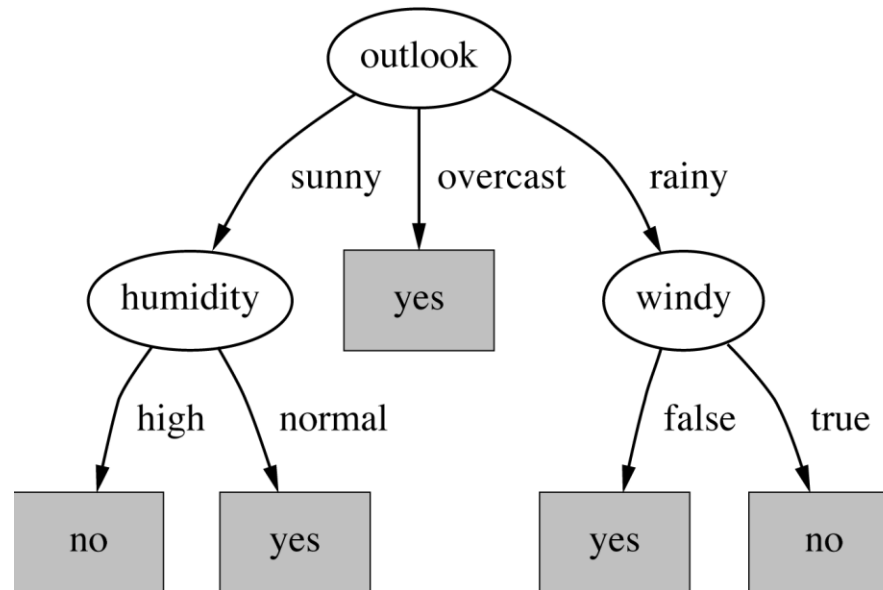 outlook
sunny overcast rainy
humidity yes windy
high normal false true
no yes yes no